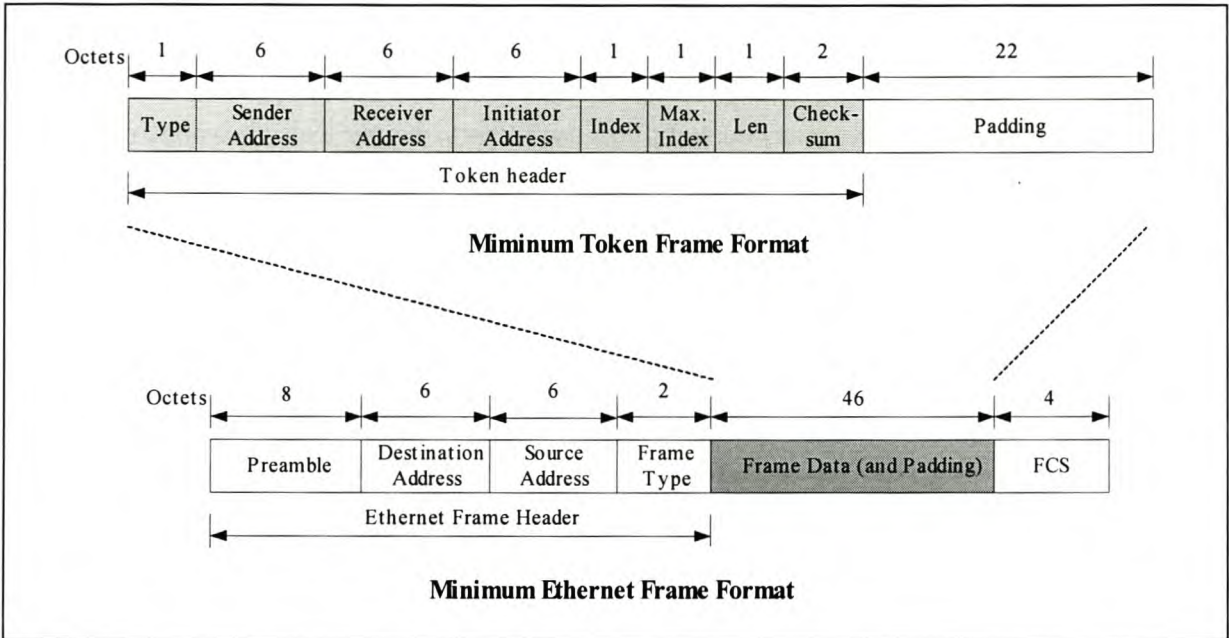 Octets 1 6 6 6 1 1 1 2 22
Type Sender Address Receiver Address Initiator Address Index Max. Index Len Check-sum Padding
Token header
Miminum Token Frame Format
Octets 8 6 6 2 46 4
Preamble Destination Address Source Address Frame Type Frame Data (and Padding) FCS
Ethernet Frame Header
Minimum Ethernet Frame Format